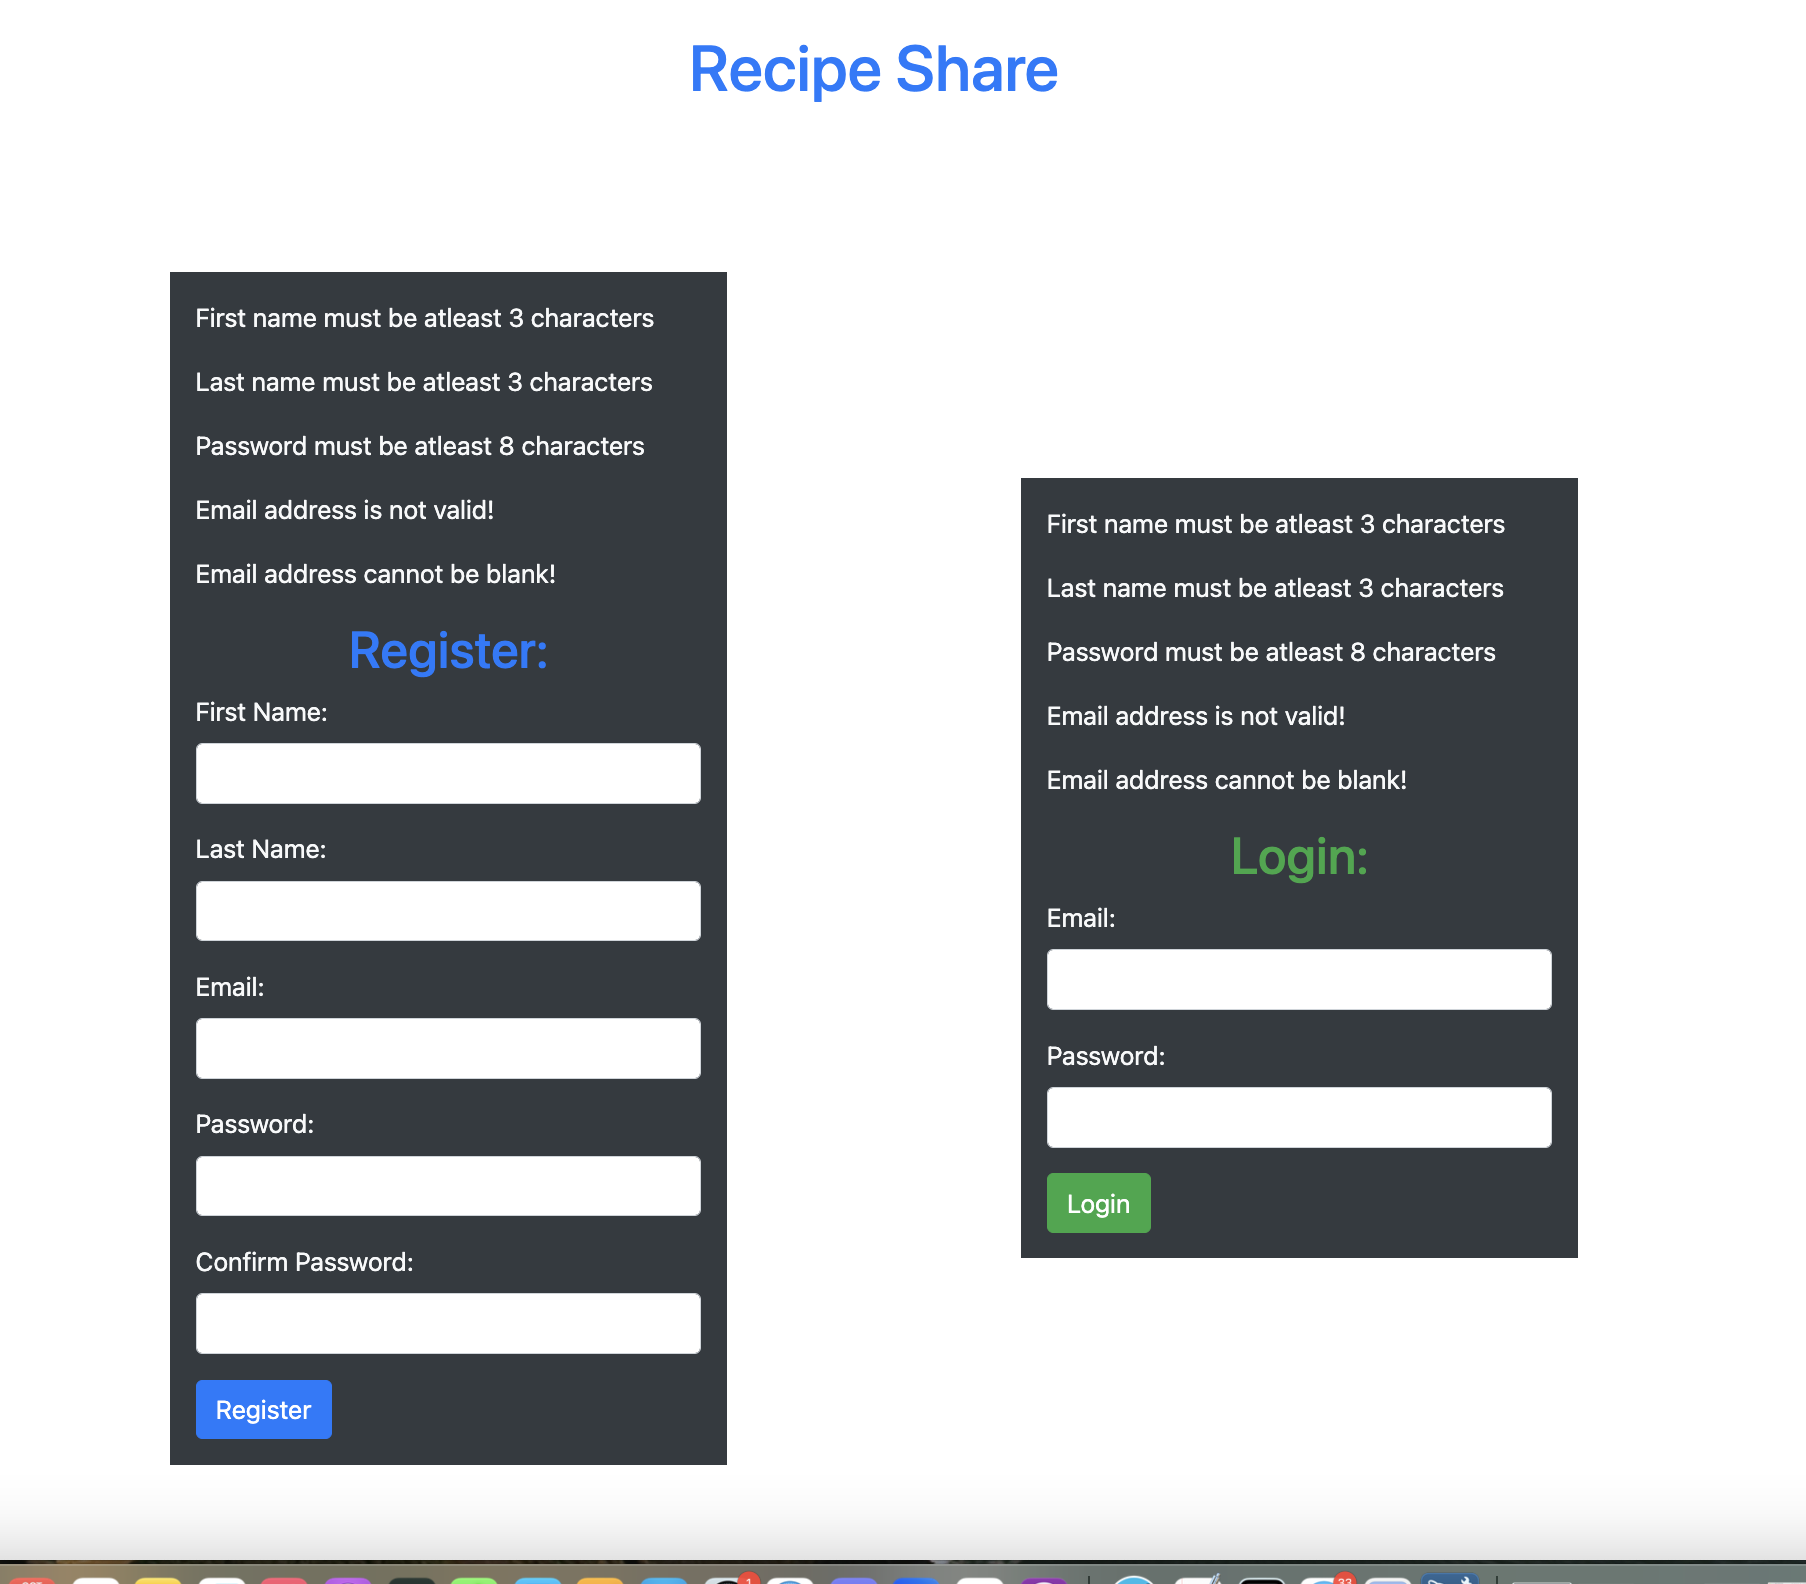 Recipe Share
First name must be atleast 3 characters
Last name must be atleast 3 characters
Password must be atleast 8 characters
Email address is not valid!
Email address cannot be blank!
Register:
First Name:
Last Name:
Email:
Password:
Confirm Password:
Register
First name must be atleast 3 characters
Last name must be atleast 3 characters
Password must be atleast 8 characters
Email address is not valid!
Email address cannot be blank!
Login:
Email:
Password:
Login